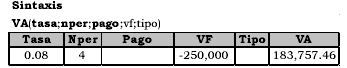 Sintaxis
VA(tasa;nper;pago;vf;tipo)
Tasa Nper Pago VF Tipo VA
0.08 4 -250,000 183,757.46